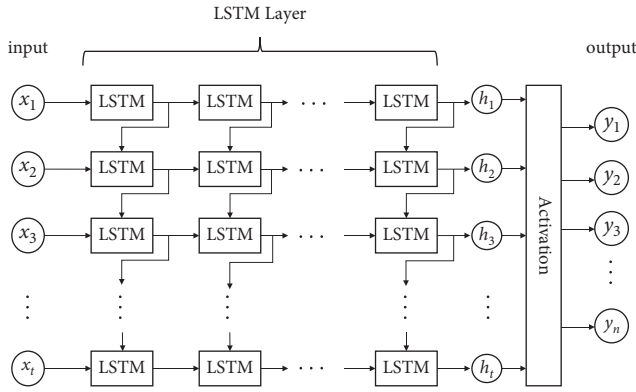 LSTM Layer
input
output
x₁ LSTM LSTM . . . LSTM h₁
x₂ LSTM LSTM . . . LSTM h₂
x₃ LSTM LSTM . . . LSTM h₃
xₜ LSTM LSTM . . . LSTM hₜ
Activation
y₁
y₂
y₃
yₙ